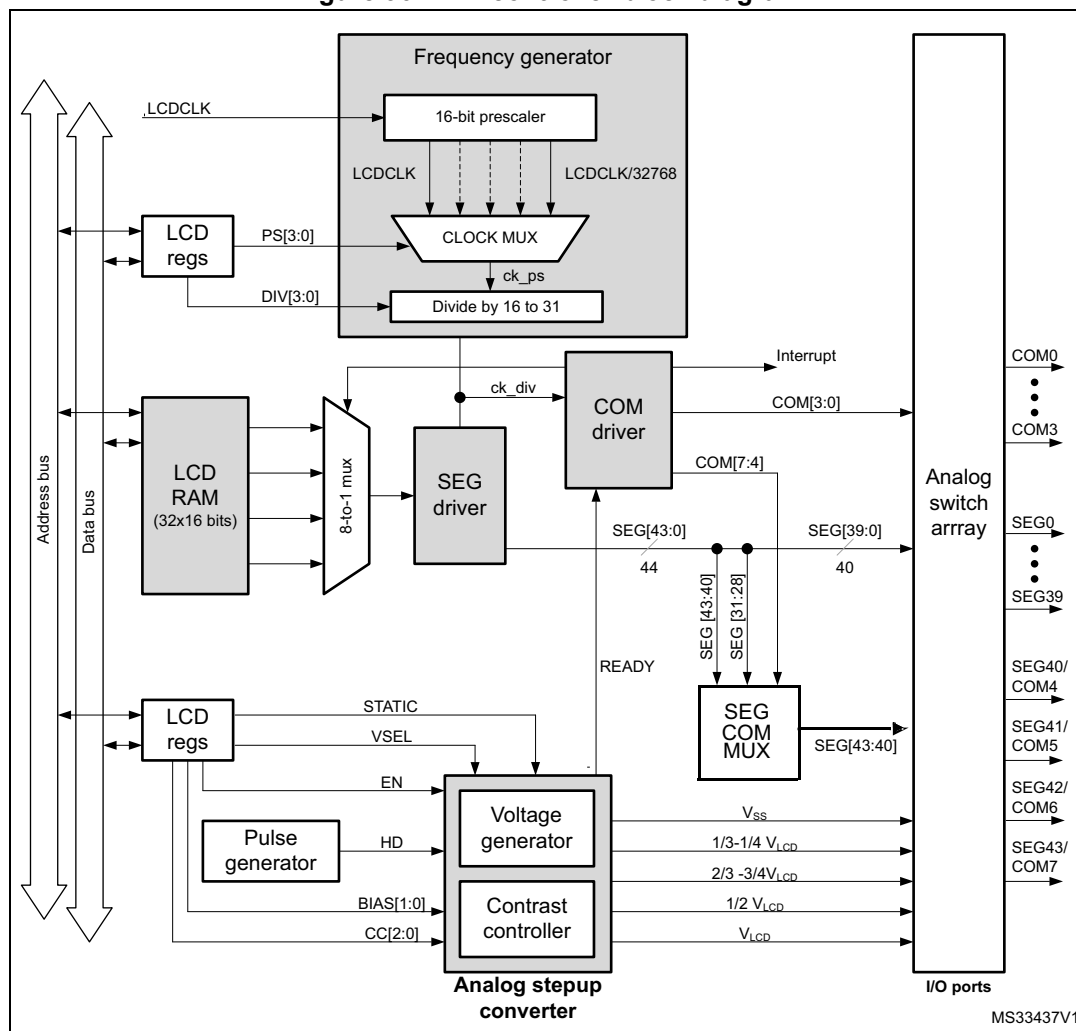 Frequency generator
LCDCLK
16-bit prescaler
LCDCLK
LCDCLK/32768
LCD
regs
PS[3:0]
CLOCK MUX
ck_ps
DIV[3:0]
Divide by 16 to 31
Interrupt
ck_div
COM
driver
COM[3:0]
COM[7:4]
Address bus
Data bus
LCD
RAM
(32x16 bits)
8-to-1 mux
SEG
driver
SEG[43:0]
44
SEG[39:0]
40
SEG [43:40]
SEG [31:28]
READY
SEG
COM
MUX
SEG[43:40]
Analog
switch
arrray
COM0
COM3
SEG0
SEG39
SEG40/
COM4
SEG41/
COM5
SEG42/
COM6
SEG43/
COM7
LCD
regs
STATIC
VSEL
EN
Pulse
generator
HD
BIAS[1:0]
CC[2:0]
Voltage
generator
Contrast
controller
Analog stepup
converter
VSS
1/3-1/4 VLCD
2/3 -3/4VLCD
1/2 VLCD
VLCD
I/O ports
MS33437V1